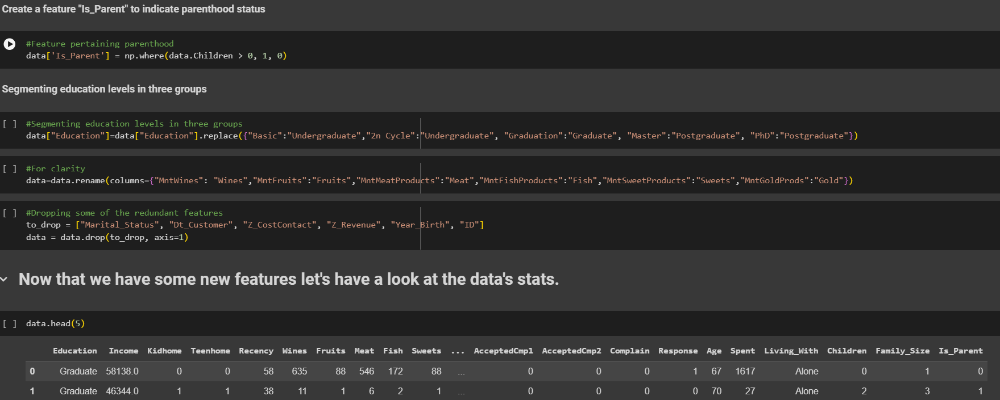 Create a feature "Is_Parent" to indicate parenthood status
#Feature pertaining parenthood
data['Is_Parent'] = np.where(data.Children > 0, 1, 0)
Segmenting education levels in three groups
[ ] #Segmenting education levels in three groups
data["Education"]=data["Education"].replace({"Basic":"Undergraduate","2n Cycle":"Undergraduate", "Graduation":"Graduate", "Master":"Postgraduate", "PhD":"Postgraduate"})
[ ] #For clarity
data=data.rename(columns={"MntWines": "Wines","MntFruits":"Fruits","MntMeatProducts":"Meat","MntFishProducts":"Fish","MntSweetProducts":"Sweets","MntGoldProds":"Gold"})
[ ] #Dropping some of the redundant features
to_drop = ["Marital_Status", "Dt_Customer", "Z_CostContact", "Z_Revenue", "Year_Birth", "ID"]
data = data.drop(to_drop, axis=1)
Now that we have some new features let's have a look at the data's stats.
[ ] data.head(5)
Education Income Kidhome Teenhome Recency Wines Fruits Meat Fish Sweets ... AcceptedCmp1 AcceptedCmp2 Complain Response Age Spent Living_With Children Family_Size Is_Parent
0 Graduate 58138.0 0 0 58 635 88 546 172 88 ... 0 0 0 1 67 1617 Alone 0 1 0
1 Graduate 46344.0 1 1 38 11 1 6 2 1 ... 0 0 0 0 70 27 Alone 2 3 1